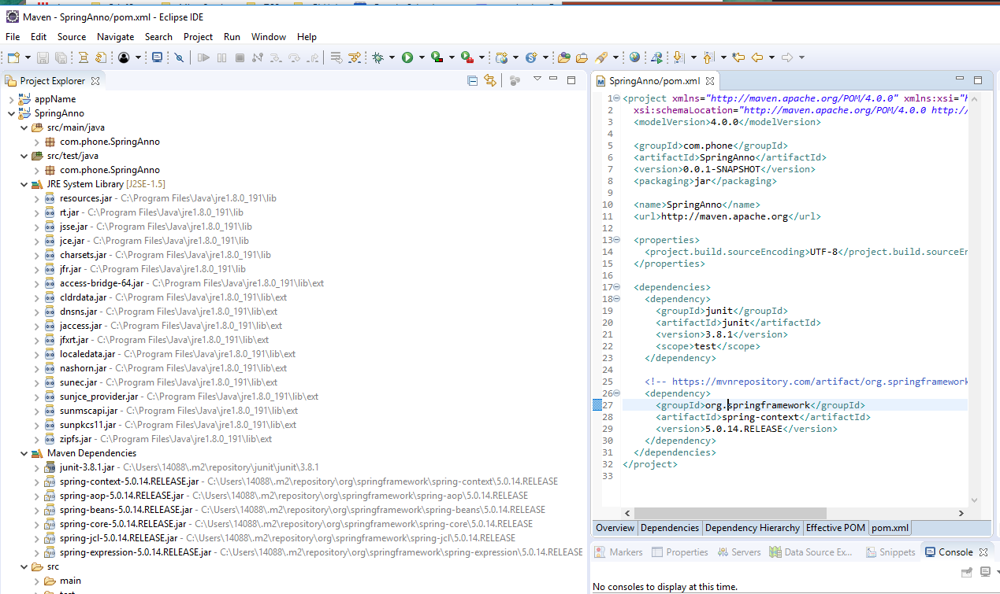 Maven - SpringAnno/pom.xml - Eclipse IDE
File Edit Source Navigate Search Project Run Window Help
Project Explorer
appName
SpringAnno
src/main/java
com.phone.SpringAnno
src/test/java
com.phone.SpringAnno
JRE System Library [J2SE-1.5]
resources.jar - C:\Program Files\Java\jre1.8.0_191\lib
rt.jar - C:\Program Files\Java\jre1.8.0_191\lib
jsse.jar - C:\Program Files\Java\jre1.8.0_191\lib
jce.jar - C:\Program Files\Java\jre1.8.0_191\lib
charsets.jar - C:\Program Files\Java\jre1.8.0_191\lib
jfr.jar - C:\Program Files\Java\jre1.8.0_191\lib
access-bridge-64.jar - C:\Program Files\Java\jre1.8.0_191\lib\ext
cldrdata.jar - C:\Program Files\Java\jre1.8.0_191\lib\ext
dnsns.jar - C:\Program Files\Java\jre1.8.0_191\lib\ext
jaccess.jar - C:\Program Files\Java\jre1.8.0_191\lib\ext
jfxrt.jar - C:\Program Files\Java\jre1.8.0_191\lib\ext
localedata.jar - C:\Program Files\Java\jre1.8.0_191\lib\ext
nashorn.jar - C:\Program Files\Java\jre1.8.0_191\lib\ext
sunec.jar - C:\Program Files\Java\jre1.8.0_191\lib\ext
sunjce_provider.jar - C:\Program Files\Java\jre1.8.0_191\lib\ext
sunmscapi.jar - C:\Program Files\Java\jre1.8.0_191\lib\ext
sunpkcs11.jar - C:\Program Files\Java\jre1.8.0_191\lib\ext
zipfs.jar - C:\Program Files\Java\jre1.8.0_191\lib\ext
Maven Dependencies
junit-3.8.1.jar - C:\Users\14088\.m2\repository\junit\junit\3.8.1
spring-context-5.0.14.RELEASE.jar - C:\Users\14088\.m2\repository\org\springframework\spring-context\5.0.14.RELEASE
spring-aop-5.0.14.RELEASE.jar - C:\Users\14088\.m2\repository\org\springframework\spring-aop\5.0.14.RELEASE
spring-beans-5.0.14.RELEASE.jar - C:\Users\14088\.m2\repository\org\springframework\spring-beans\5.0.14.RELEASE
spring-core-5.0.14.RELEASE.jar - C:\Users\14088\.m2\repository\org\springframework\spring-core\5.0.14.RELEASE
spring-jcl-5.0.14.RELEASE.jar - C:\Users\14088\.m2\repository\org\springframework\spring-jcl\5.0.14.RELEASE
spring-expression-5.0.14.RELEASE.jar - C:\Users\14088\.m2\repository\org\springframework\spring-expression\5.0.14.RELEASE
src
main
SpringAnno/pom.xml
1 <project xmlns="http://maven.apache.org/POM/4.0.0" xmlns:xsi="h
2 xsi:schemaLocation="http://maven.apache.org/POM/4.0.0 http://
3 <modelVersion>4.0.0</modelVersion>
4
5 <groupId>com.phone</groupId>
6 <artifactId>SpringAnno</artifactId>
7 <version>0.0.1-SNAPSHOT</version>
8 <packaging>jar</packaging>
9
10 <name>SpringAnno</name>
11 <url>http://maven.apache.org</url>
12
13 <properties>
14 <project.build.sourceEncoding>UTF-8</project.build.sourceEr
15 </properties>
16
17 <dependencies>
18 <dependency>
19 <groupId>junit</groupId>
20 <artifactId>junit</artifactId>
21 <version>3.8.1</version>
22 <scope>test</scope>
23 </dependency>
24
25 <!-- https://mvnrepository.com/artifact/org.springframework
26 <dependency>
27 <groupId>org.springframework</groupId>
28 <artifactId>spring-context</artifactId>
29 <version>5.0.14.RELEASE</version>
30 </dependency>
31 </dependencies>
32 </project>
33
Overview Dependencies Dependency Hierarchy Effective POM pom.xml
Markers Properties Servers Data Source Ex... Snippets Console
No consoles to display at this time.